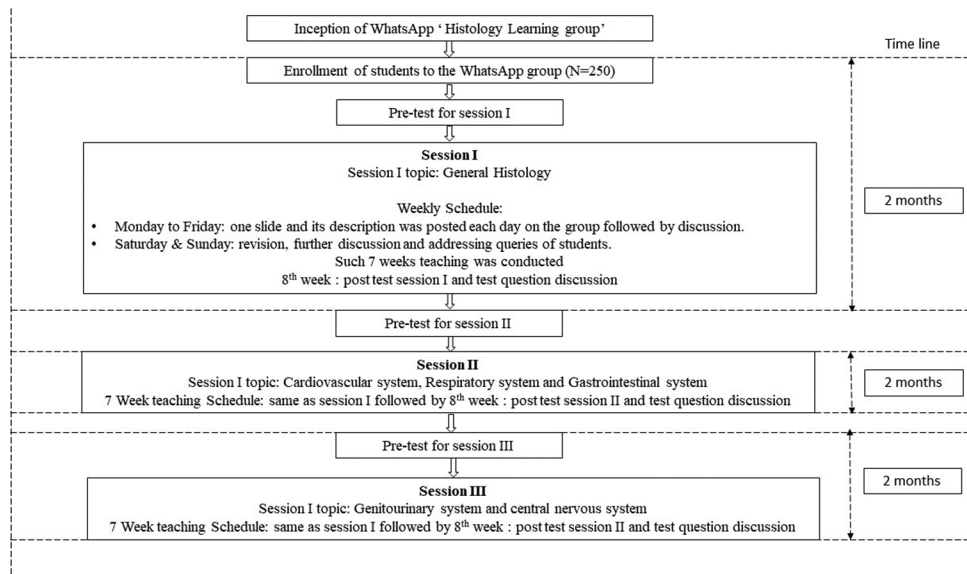 Inception of WhatsApp ‘ Histology Learning group’
Time line
Enrollment of students to the WhatsApp group (N=250)
Pre-test for session I
Session I
Session I topic: General Histology
Weekly Schedule:
• Monday to Friday: one slide and its description was posted each day on the group followed by discussion.
• Saturday & Sunday: revision, further discussion and addressing queries of students.
Such 7 weeks teaching was conducted
8th week : post test session I and test question discussion
2 months
Pre-test for session II
Session II
Session I topic: Cardiovascular system, Respiratory system and Gastrointestinal system
7 Week teaching Schedule: same as session I followed by 8th week : post test session II and test question discussion
2 months
Pre-test for session III
Session III
Session I topic: Genitourinary system and central nervous system
7 Week teaching Schedule: same as session I followed by 8th week : post test session II and test question discussion
2 months